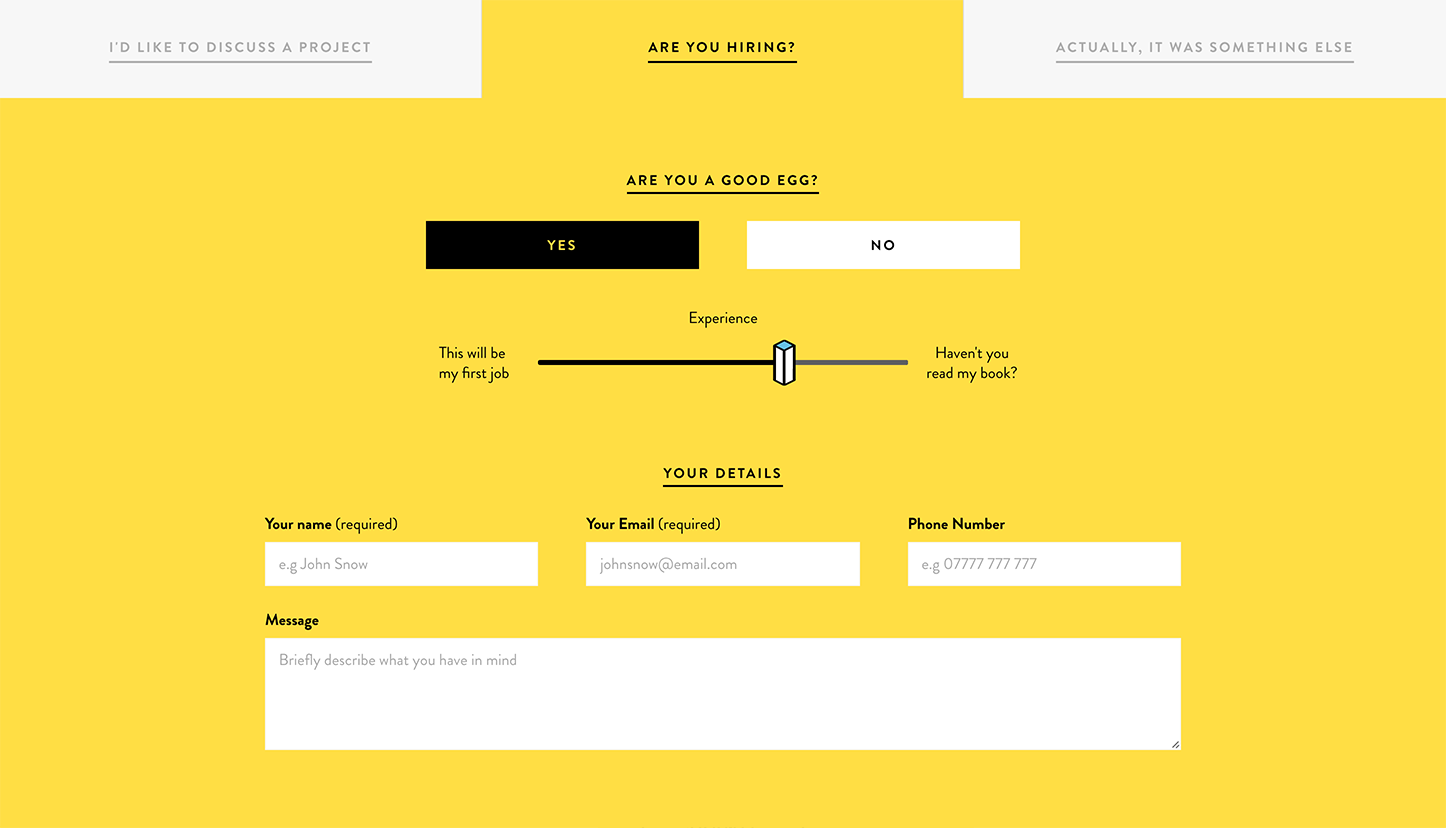 I'D LIKE TO DISCUSS A PROJECT
ARE YOU HIRING?
ACTUALLY, IT WAS SOMETHING ELSE
ARE YOU A GOOD EGG?
YES
NO
Experience
This will be
my first job
Haven't you
read my book?
YOUR DETAILS
Your name (required)
Your Email (required)
Phone Number
e.g John Snow
johnsnow@email.com
e.g 07777 777 777
Message
Briefly describe what you have in mind